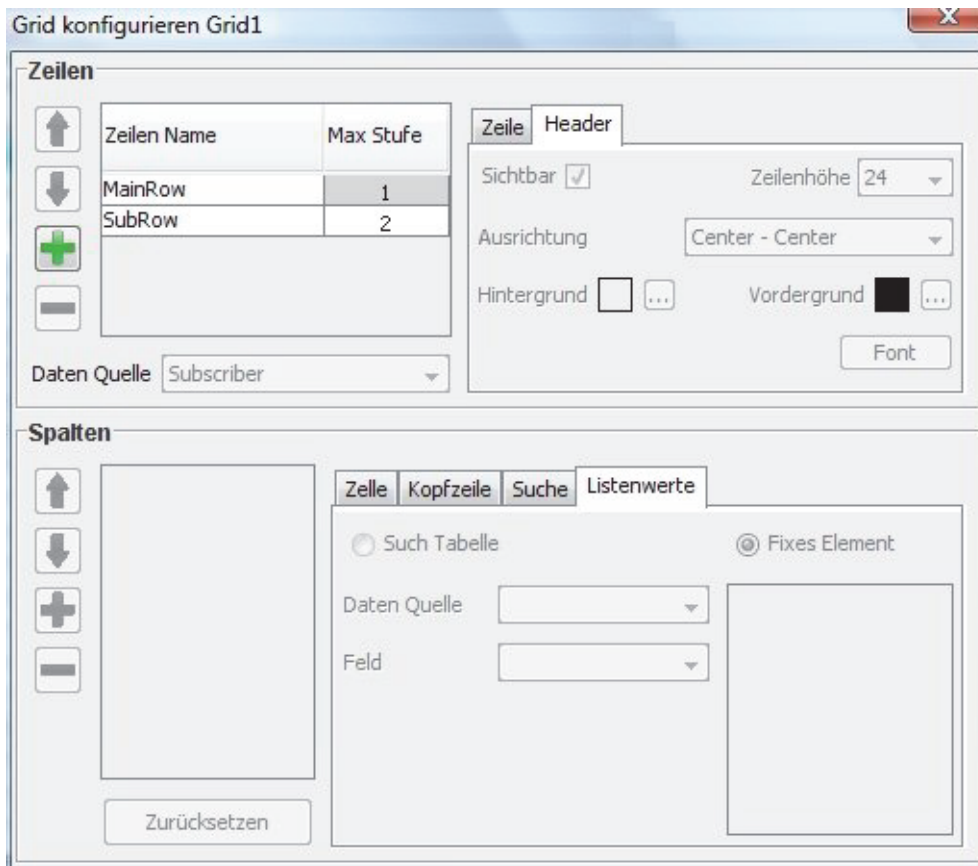 Grid konfigurieren Grid1
X
Zeilen
Zeilen Name Max Stufe
MainRow 1
SubRow 2
Daten Quelle Subscriber
Zeile Header
Sichtbar Zeilenhöhe 24
Ausrichtung Center - Center
Hintergrund ... Vordergrund ...
Font
Spalten
Zurücksetzen
Zelle Kopfzeile Suche Listenwerte
Such Tabelle Fixes Element
Daten Quelle
Feld